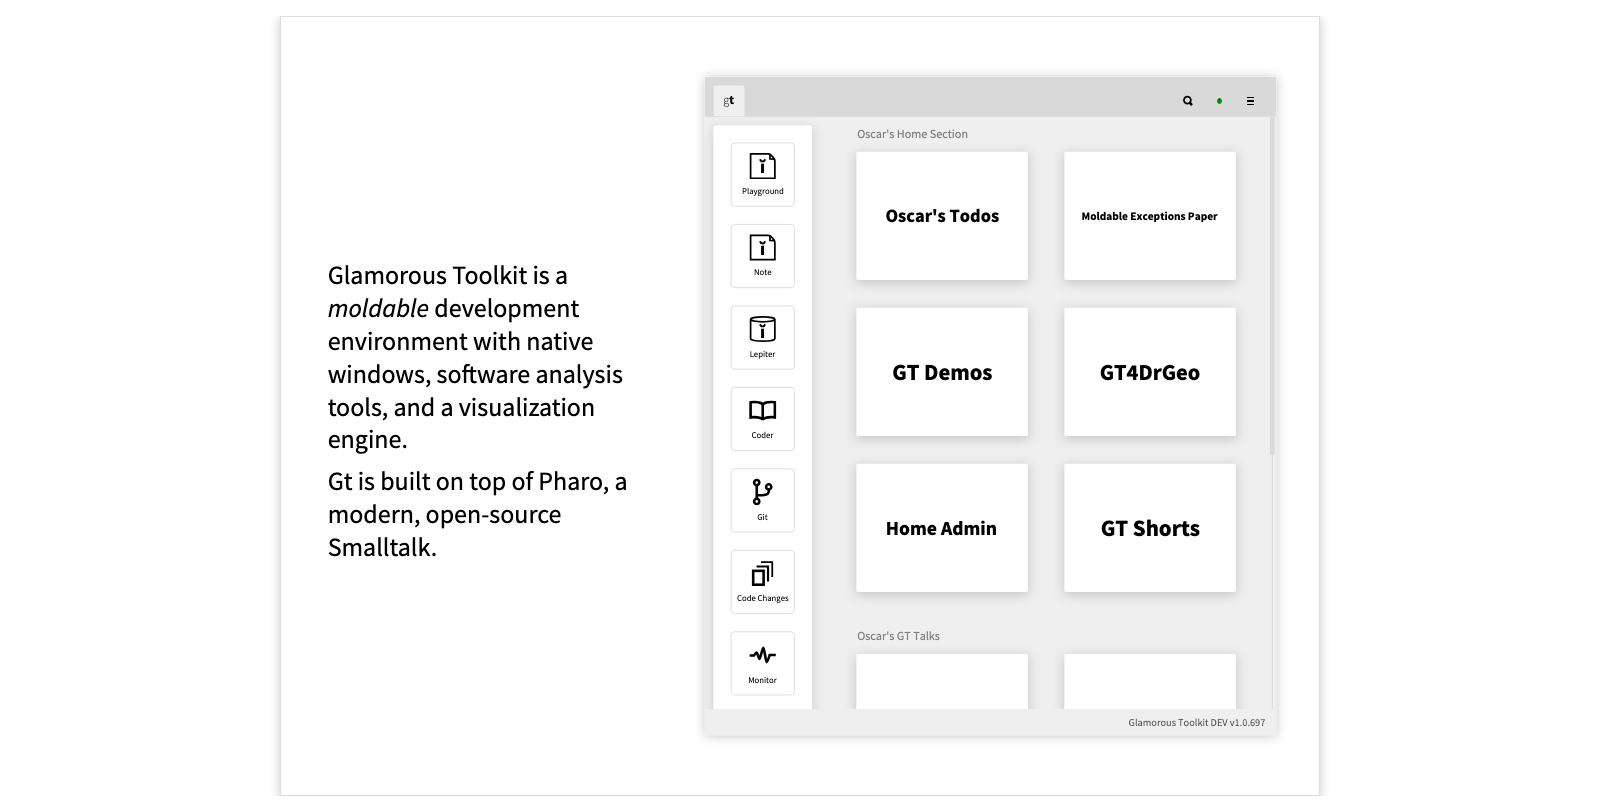 Glamorous Toolkit is a
moldable development
environment with native
windows, software analysis
tools, and a visualization
engine.
Gt is built on top of Pharo, a
modern, open-source
Smalltalk.
gt
Playground
Note
Lepiter
Coder
Git
Code Changes
Monitor
Oscar's Home Section
Oscar's Todos
Moldable Exceptions Paper
GT Demos
GT4DrGeo
Home Admin
GT Shorts
Oscar's GT Talks
Glamorous Toolkit DEV v1.0.697